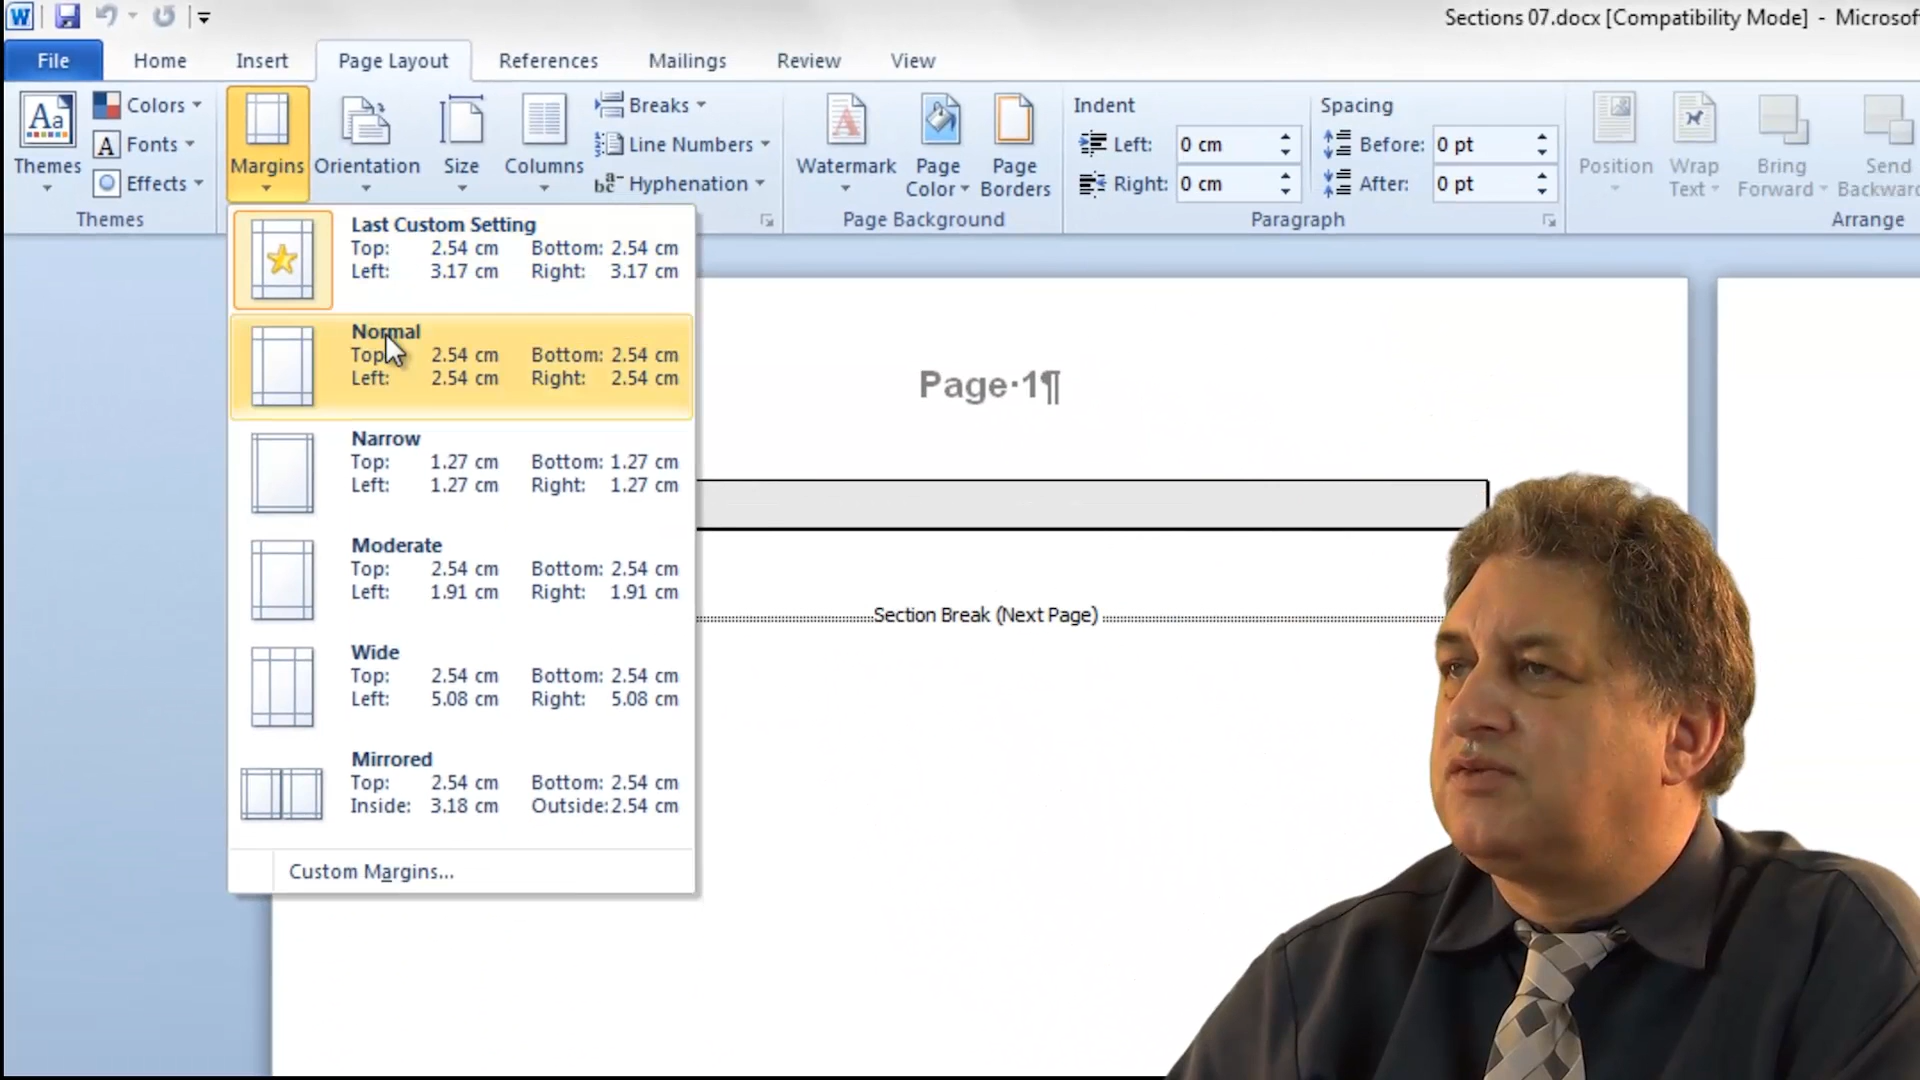 W
Sections 07.docx [Compatibility Mode] - Microsof
File Home Insert Page Layout References Mailings Review View
Aa Colors Breaks Indent Spacing
A Fonts Line Numbers Left: 0 cm Before: 0 pt
Themes Margins Orientation Size Columns Watermark Page Page Position Wrap Bring Send
Effects bc Hyphenation Color Borders Right: 0 cm After: 0 pt Text Forward Backward
Themes Page Background Paragraph Arrange
Last Custom Setting
Top: 2.54 cm Bottom: 2.54 cm
Left: 3.17 cm Right: 3.17 cm
Normal
Top: 2.54 cm Bottom: 2.54 cm
Left: 2.54 cm Right: 2.54 cm
Narrow
Top: 1.27 cm Bottom: 1.27 cm
Left: 1.27 cm Right: 1.27 cm
Moderate
Top: 2.54 cm Bottom: 2.54 cm
Left: 1.91 cm Right: 1.91 cm
Wide
Top: 2.54 cm Bottom: 2.54 cm
Left: 5.08 cm Right: 5.08 cm
Mirrored
Top: 2.54 cm Bottom: 2.54 cm
Inside: 3.18 cm Outside: 2.54 cm
Custom Margins...
Page·1¶
Section Break (Next Page)